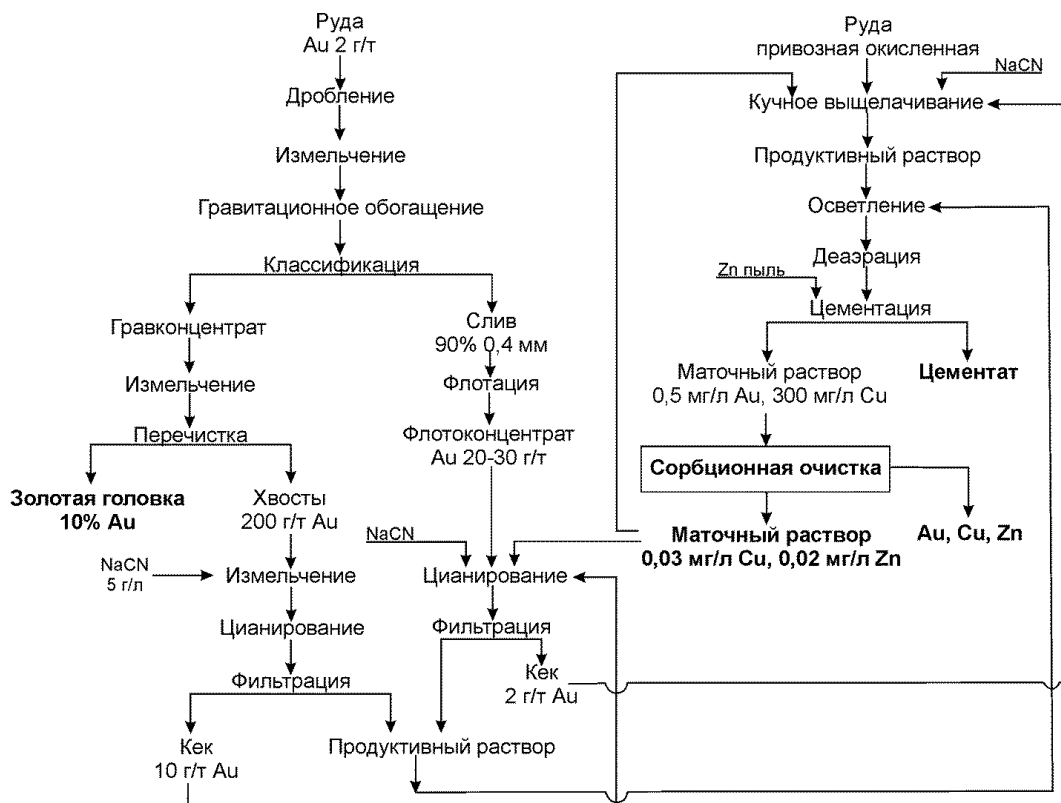 Руда
Au 2 г/т
Дробление
Измельчение
Гравитационное обогащение
Классификация
Гравконцентрат
Измельчение
Перечистка
Золотая головка
10% Au
Хвосты
200 г/т Au
NaCN
5 г/л
Измельчение
Цианирование
Фильтрация
Кек
10 г/т Au
Продуктивный раствор
Слив
90% 0,4 мм
Флотация
Флотоконцентрат
Au 20-30 г/т
NaCN
Цианирование
Фильтрация
Кек
2 г/т Au
Руда
привозная окисленная
NaCN
Кучное выщелачивание
Продуктивный раствор
Осветление
Деаэрация
Zn пыль
Цементация
Маточный раствор
0,5 мг/л Au, 300 мг/л Cu
Цементат
Сорбционная очистка
Маточный раствор
0,03 мг/л Cu, 0,02 мг/л Zn
Au, Cu, Zn